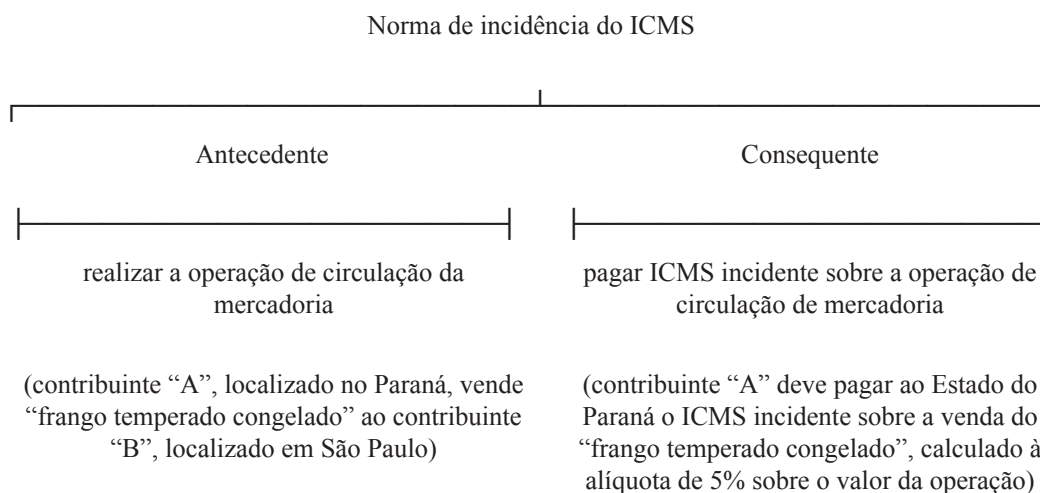 Norma de incidência do ICMS
Antecedente
Consequente
realizar a operação de circulação da
mercadoria
pagar ICMS incidente sobre a operação de
circulação de mercadoria
(contribuinte “A”, localizado no Paraná, vende
“frango temperado congelado” ao contribuinte
“B”, localizado em São Paulo)
(contribuinte “A” deve pagar ao Estado do
Paraná o ICMS incidente sobre a venda do
“frango temperado congelado”, calculado à
alíquota de 5% sobre o valor da operação)